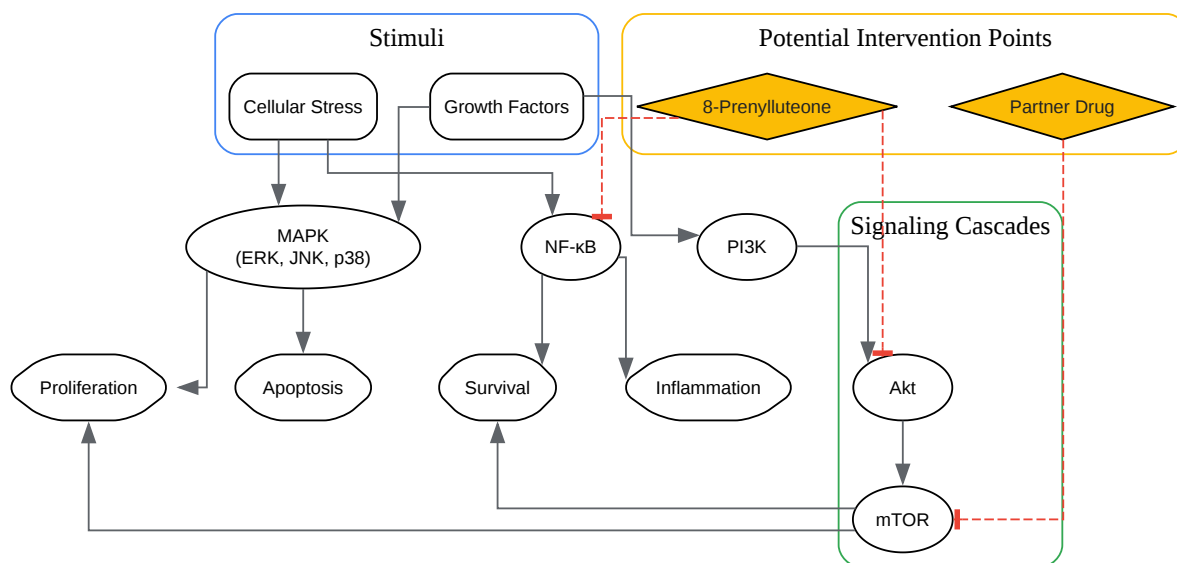 Stimuli
Potential Intervention Points
Cellular Stress
Growth Factors
8-Prenylluteone
Partner Drug
Signaling Cascades
MAPK
(ERK, JNK, p38)
NF-κB
PI3K
Proliferation
Apoptosis
Survival
Inflammation
Akt
mTOR